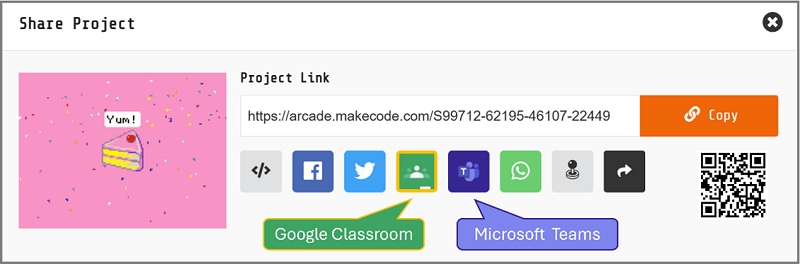 Share Project
Project Link
Yum!
https://arcade.makecode.com/S99712-62195-46107-22449
Copy
Google Classroom
Microsoft Teams